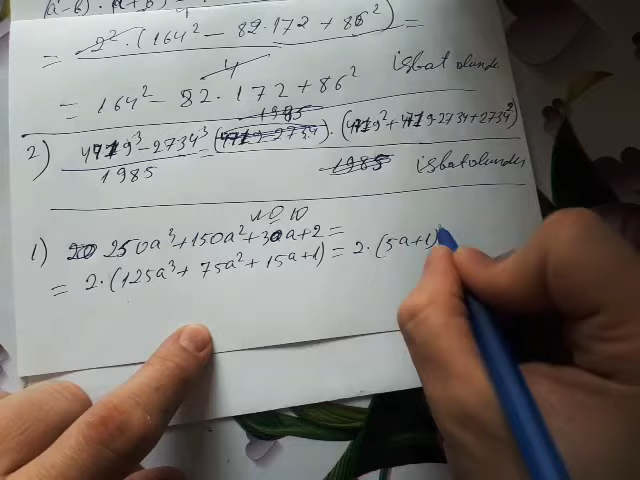 = 2² · (164² − 82·172 + 86²) =
4
= 164² − 82 · 172 + 86² isbat olundu
1985
2) 4719³ − 2734³ (4719−2734) · (4719² + 4719·2734 + 2734²)
1985 1985 isbat olundu
№ 10
1) 250a³ + 150a² + 30a + 2 =
= 2·(125a³ + 75a² + 15a + 1) = 2·(5a+1)